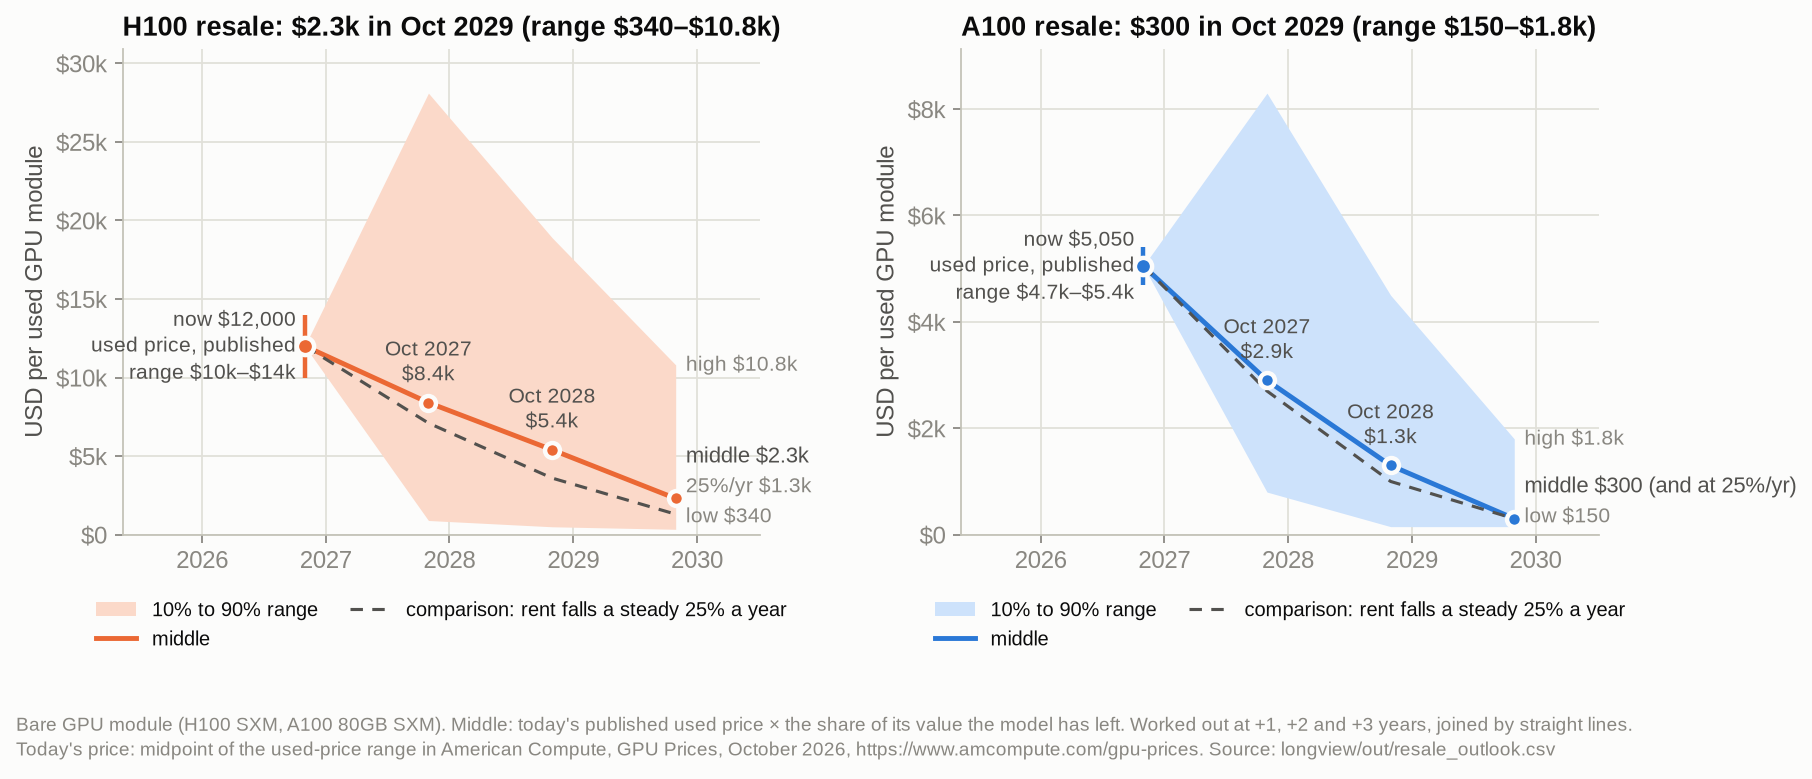 H100 resale: $2.3k in Oct 2029 (range $340–$10.8k)
USD per used GPU module
$30k
$25k
$20k
$15k
$10k
$5k
$0
now $12,000
used price, published
range $10k–$14k
Oct 2027
$8.4k
Oct 2028
$5.4k
high $10.8k
middle $2.3k
25%/yr $1.3k
low $340
2026
2027
2028
2029
2030
10% to 90% range
comparison: rent falls a steady 25% a year
middle
A100 resale: $300 in Oct 2029 (range $150–$1.8k)
USD per used GPU module
$8k
$6k
$4k
$2k
$0
now $5,050
used price, published
range $4.7k–$5.4k
Oct 2027
$2.9k
Oct 2028
$1.3k
high $1.8k
middle $300 (and at 25%/yr)
low $150
2026
2027
2028
2029
2030
10% to 90% range
comparison: rent falls a steady 25% a year
middle
Bare GPU module (H100 SXM, A100 80GB SXM). Middle: today's published used price × the share of its value the model has left. Worked out at +1, +2 and +3 years, joined by straight lines.
Today's price: midpoint of the used-price range in American Compute, GPU Prices, October 2026, https://www.amcompute.com/gpu-prices. Source: longview/out/resale_outlook.csv